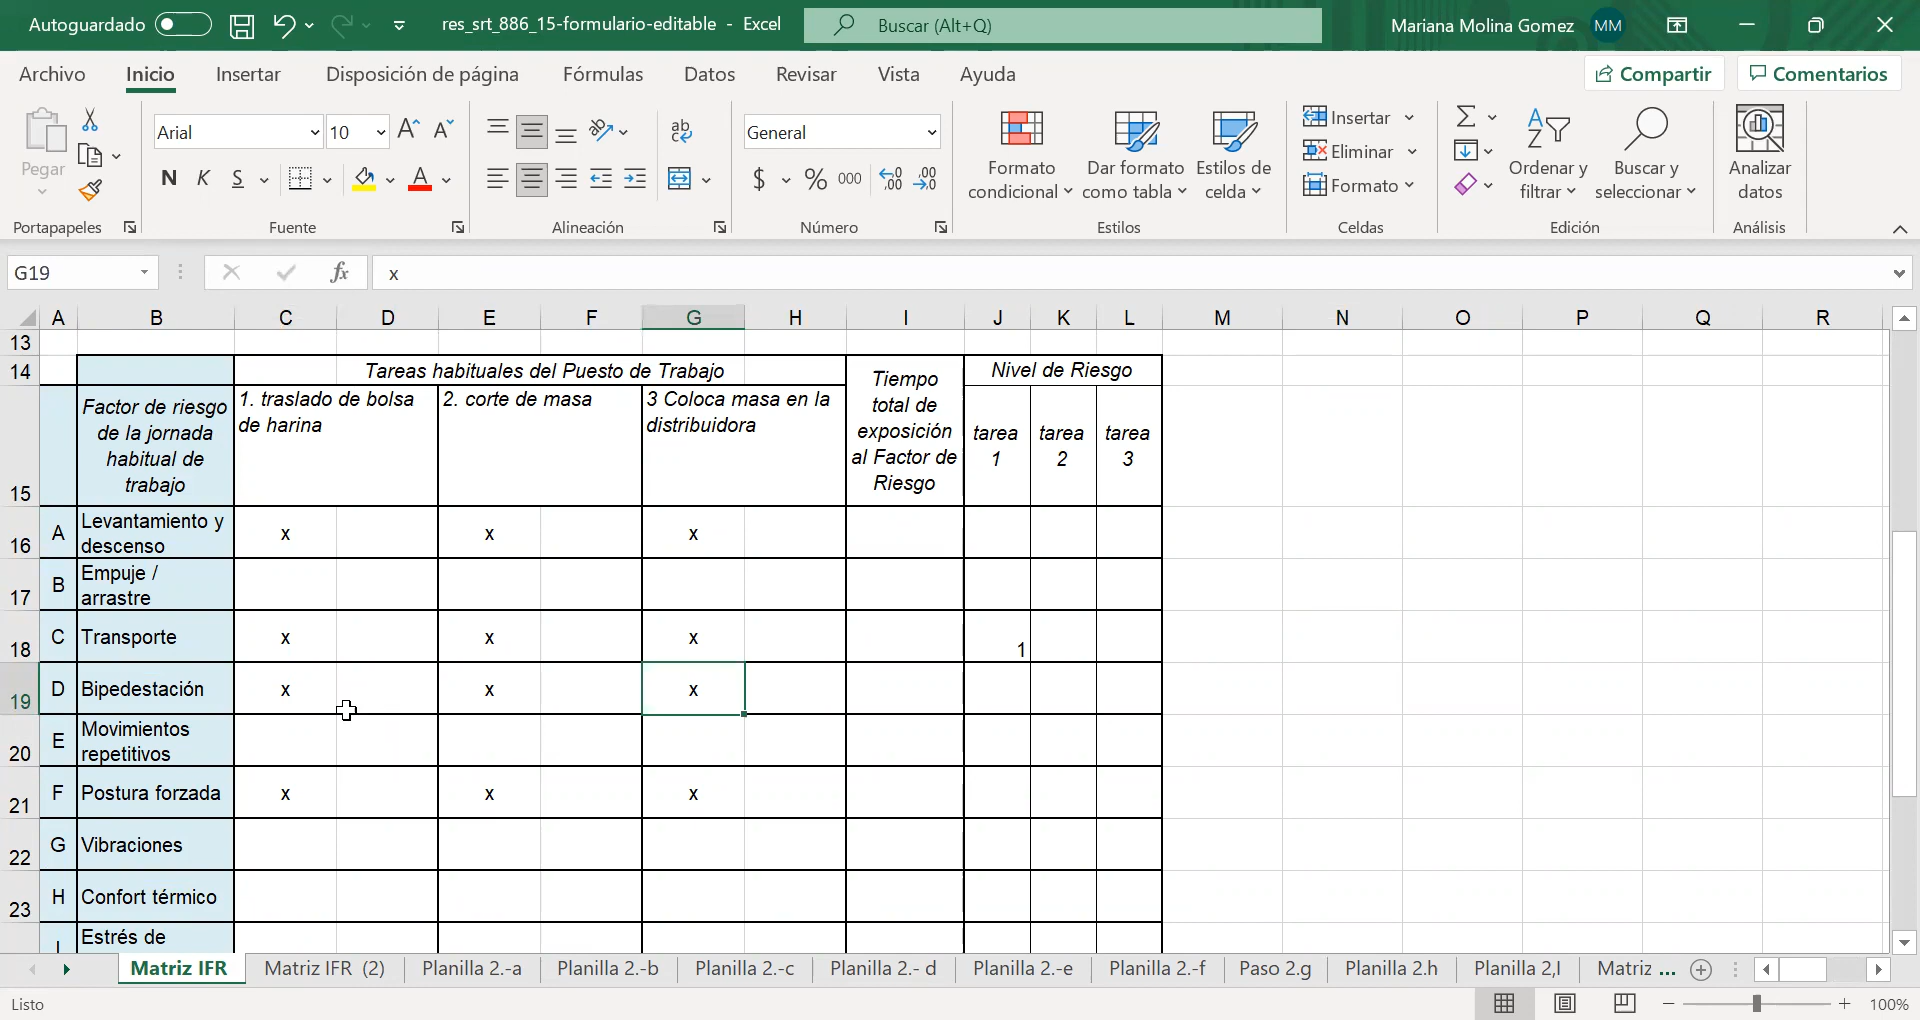 Autoguardado res_srt_886_15-formulario-editable - Excel Buscar (Alt+Q) Mariana Molina Gomez MM
Archivo Inicio Insertar Disposición de página Fórmulas Datos Revisar Vista Ayuda Compartir Comentarios
Pegar
Portapapeles
Arial 10
N K S
Fuente
ab
Alineación
General
$ % 000
Número
Formato condicional
Dar formato como tabla
Estilos de celda
Estilos
Insertar
Eliminar
Formato
Celdas
Ordenar y filtrar
Buscar y seleccionar
Edición
Analizar datos
Análisis
G19 fx x
A B C D E F G H I J K L M N O P Q R
13
14 Tareas habituales del Puesto de Trabajo Tiempo total de exposición al Factor de Riesgo Nivel de Riesgo
15 Factor de riesgo de la jornada habitual de trabajo 1. traslado de bolsa de harina 2. corte de masa 3 Coloca masa en la distribuidora tarea 1 tarea 2 tarea 3
16 A Levantamiento y descenso x x x
17 B Empuje / arrastre
18 C Transporte x x x 1
19 D Bipedestación x x x
20 E Movimientos repetitivos
21 F Postura forzada x x x
22 G Vibraciones
23 H Confort térmico
I Estrés de
Matriz IFR Matriz IFR (2) Planilla 2.-a Planilla 2.-b Planilla 2.-c Planilla 2.- d Planilla 2.-e Planilla 2.-f Paso 2.g Planilla 2.h Planilla 2,I Matriz ...
Listo 100%